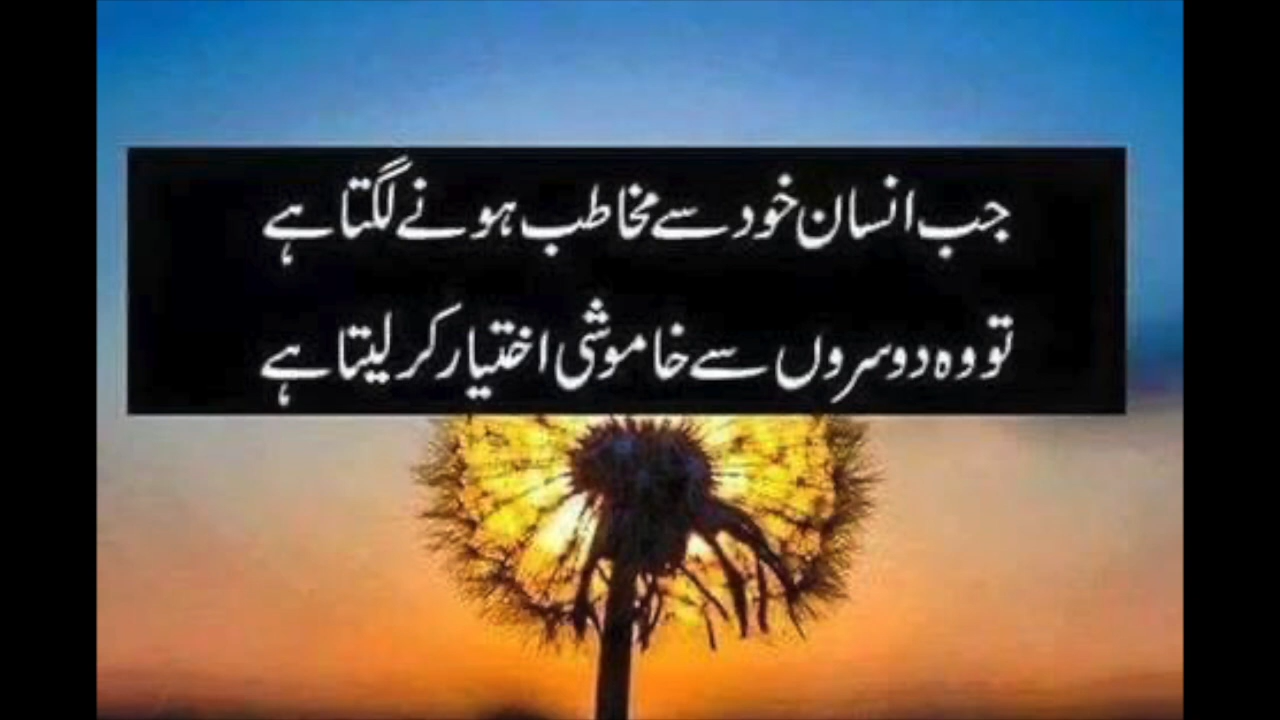 جب انسان خود سے مخاطب ہونے لگتا ہے
تو وہ دوسروں سے خاموشی اختیار کر لیتا ہے